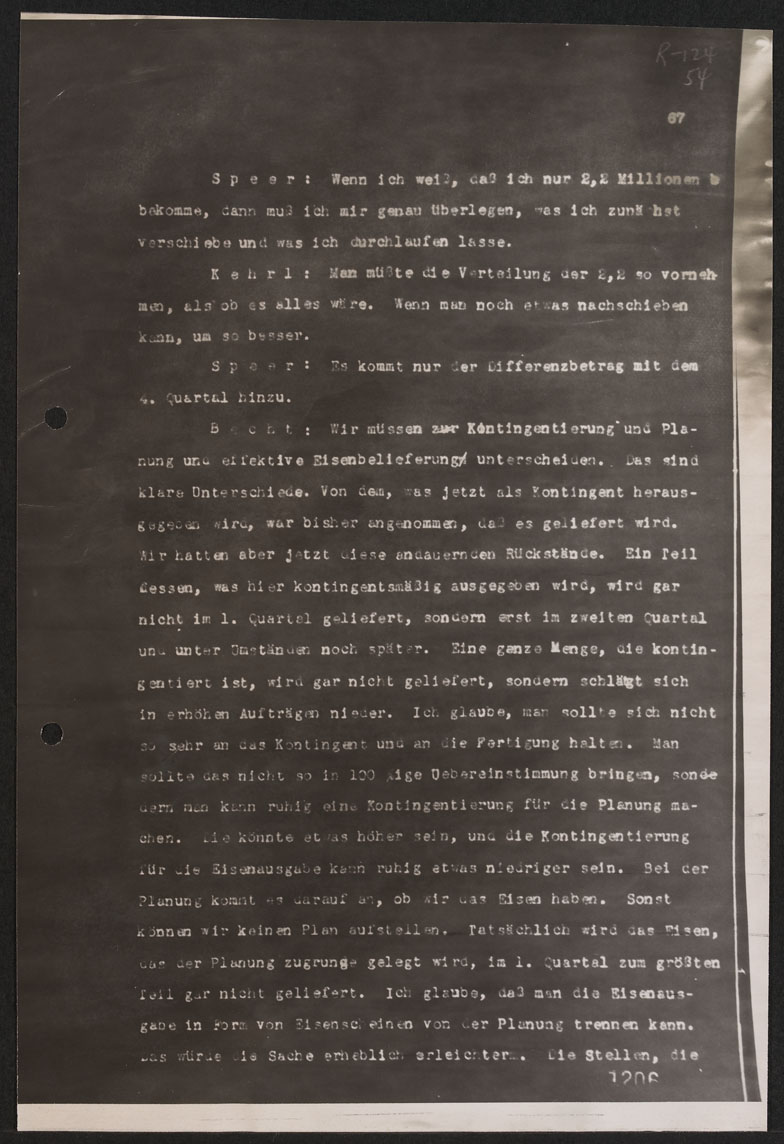 R-124
54
67
S p e e r : Wenn ich weiß, daß ich nur 2,2 Millionen
bekomme, dann muß ich mir genau überlegen, was ich zunächst
verschiebe und was ich durchlaufen lasse.
K e h r l : Man müßte die Verteilung der 2,2 so vorneh-
men, als ob es alles wäre. Wenn man noch etwas nachschieben
kann, um so besser.
S p e e r : Es kommt nur der Differenzbetrag mit dem
4. Quartal hinzu.
B e c h t : Wir müssen zur Kontingentierung und Pla-
nung und effektive Eisenbelieferung/ unterscheiden. Das sind
klare Unterschiede. Von dem, was jetzt als Kontingent heraus-
gegeben wird, war bisher angenommen, daß es geliefert wird.
Wir hatten aber jetzt diese andauernden Rückstände. Ein Teil
dessen, was hier kontingentsmäßig ausgegeben wird, wird gar
nicht im 1. Quartal geliefert, sondern erst im zweiten Quartal
und unter Umständen noch später. Eine ganze Menge, die kontin-
gentiert ist, wird gar nicht geliefert, sondern schlägt sich
in erhöhen Aufträgen nieder. Ich glaube, man sollte sich nicht
so sehr an das Kontingent und an die Fertigung halten. Man
sollte das nicht so in 100 %ige Uebereinstimmung bringen, sonde
dern man kann ruhig eine Kontingentierung für die Planung ma-
chen. Die könnte etwas höher sein, und die Kontingentierung
für die Eisenausgabe kann ruhig etwas niedriger sein. Bei der
Planung kommt es darauf an, ob wir das Eisen haben. Sonst
können wir keinen Plan aufstellen. Tatsächlich wird das Eisen,
das der Planung zugrunde gelegt wird, im 1. Quartal zum größten
Teil gar nicht geliefert. Ich glaube, daß man die Eisenaus-
gabe in Form von Eisenscheinen von der Planung trennen kann.
Das würde die Sache erheblich erleichtern. Die Stellen, die
1206